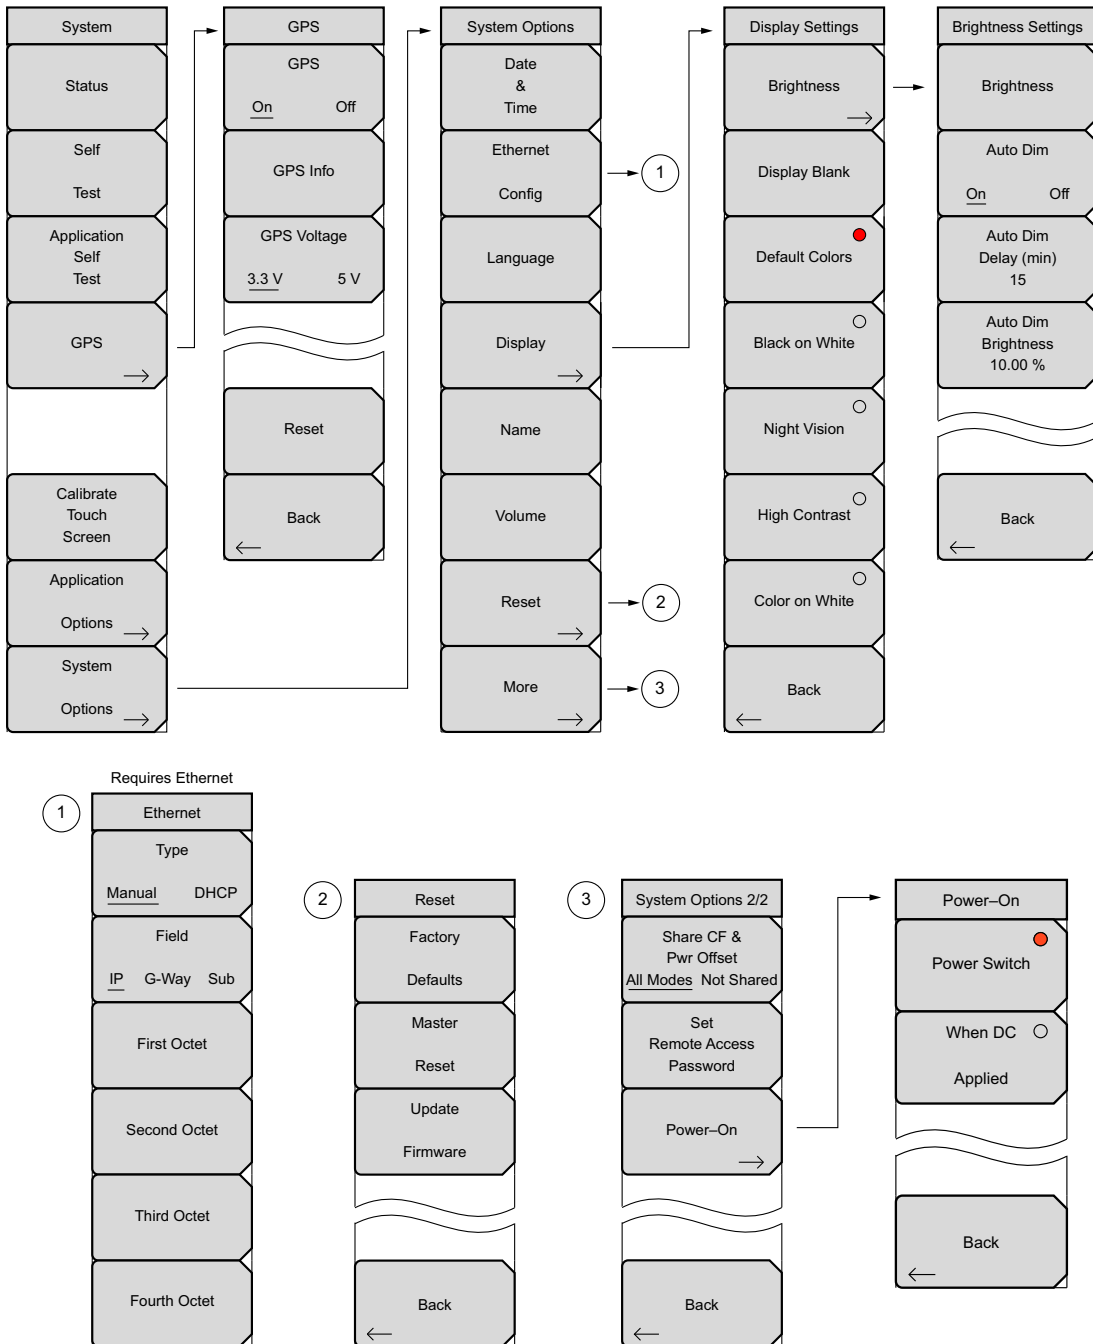 System
Status
Self
Test
Application
Self
Test
GPS
Calibrate
Touch
Screen
Application
Options
System
Options
GPS
GPS
On Off
GPS Info
GPS Voltage
3.3 V 5 V
Reset
Back
System Options
Date
&
Time
Ethernet
Config
1
Language
Display
Name
Volume
Reset
2
More
3
Display Settings
Brightness
Display Blank
Default Colors
Black on White
Night Vision
High Contrast
Color on White
Back
Brightness Settings
Brightness
Auto Dim
On Off
Auto Dim
Delay (min)
15
Auto Dim
Brightness
10.00 %
Back
Requires Ethernet
1
Ethernet
Type
Manual DHCP
Field
IP G-Way Sub
First Octet
Second Octet
Third Octet
Fourth Octet
2
Reset
Factory
Defaults
Master
Reset
Update
Firmware
Back
3
System Options 2/2
Share CF &
Pwr Offset
All Modes Not Shared
Set
Remote Access
Password
Power–On
Back
Power–On
Power Switch
When DC
Applied
Back